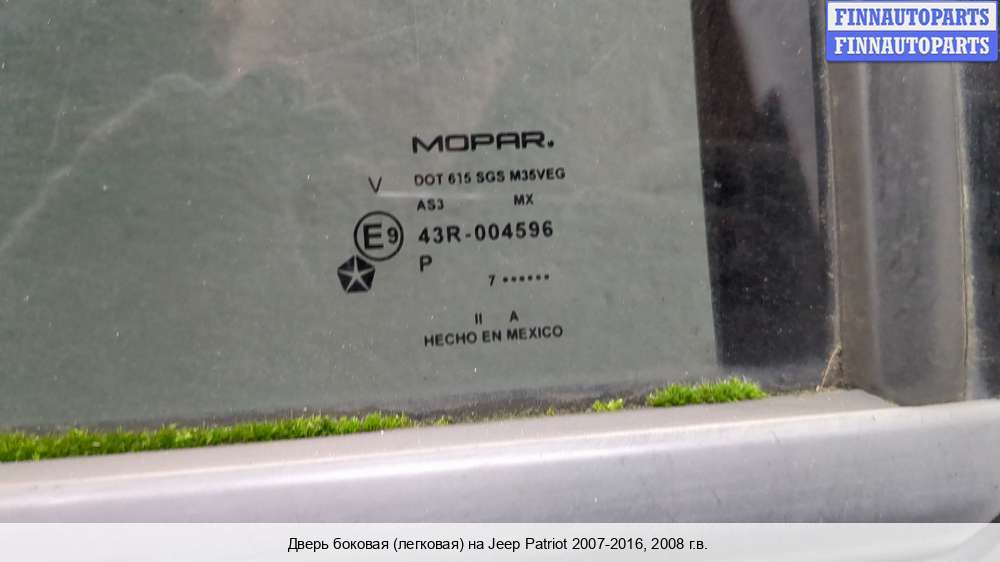 FINNAUTOPARTS
FINNAUTOPARTS
MOPAR.
V DOT 615 SGS M35VEG
AS3 MX
E9 43R-004596
P
7 ••••••
II A
HECHO EN MEXICO
Дверь боковая (легковая) на Jeep Patriot 2007-2016, 2008 г.в.